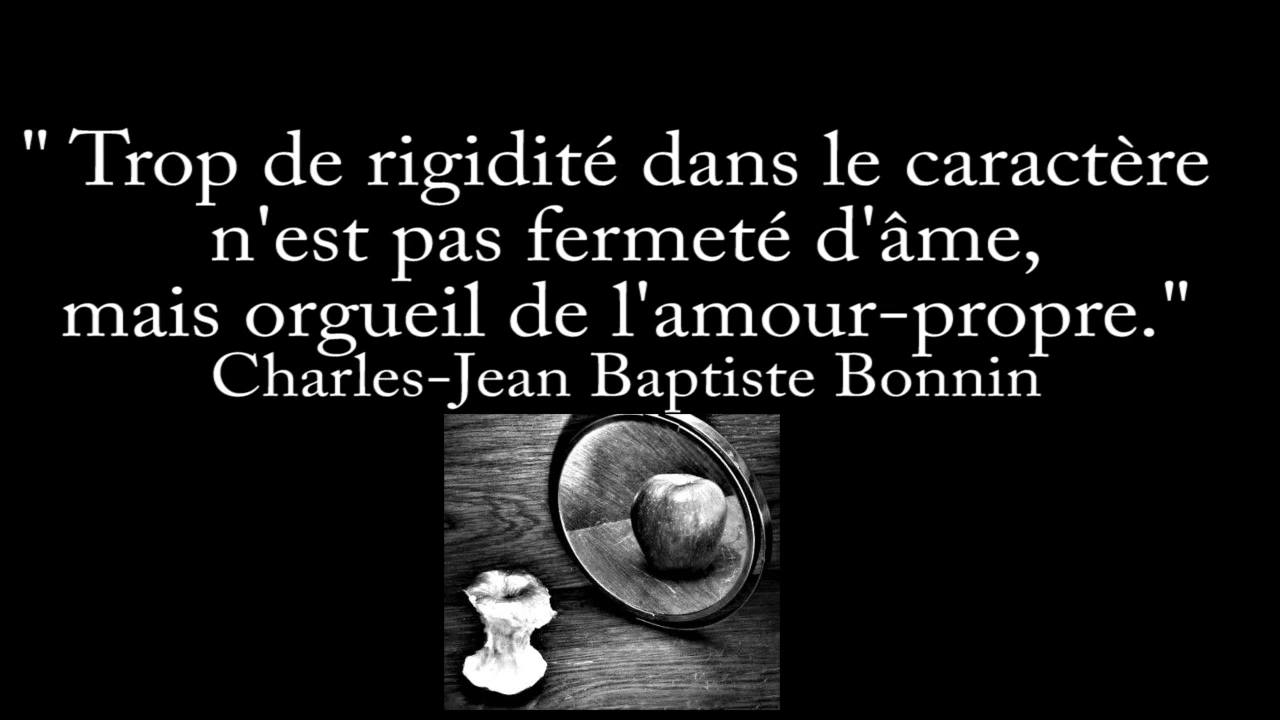 " Trop de rigidité dans le caractère
n'est pas fermeté d'âme,
mais orgueil de l'amour-propre."
Charles-Jean Baptiste Bonnin